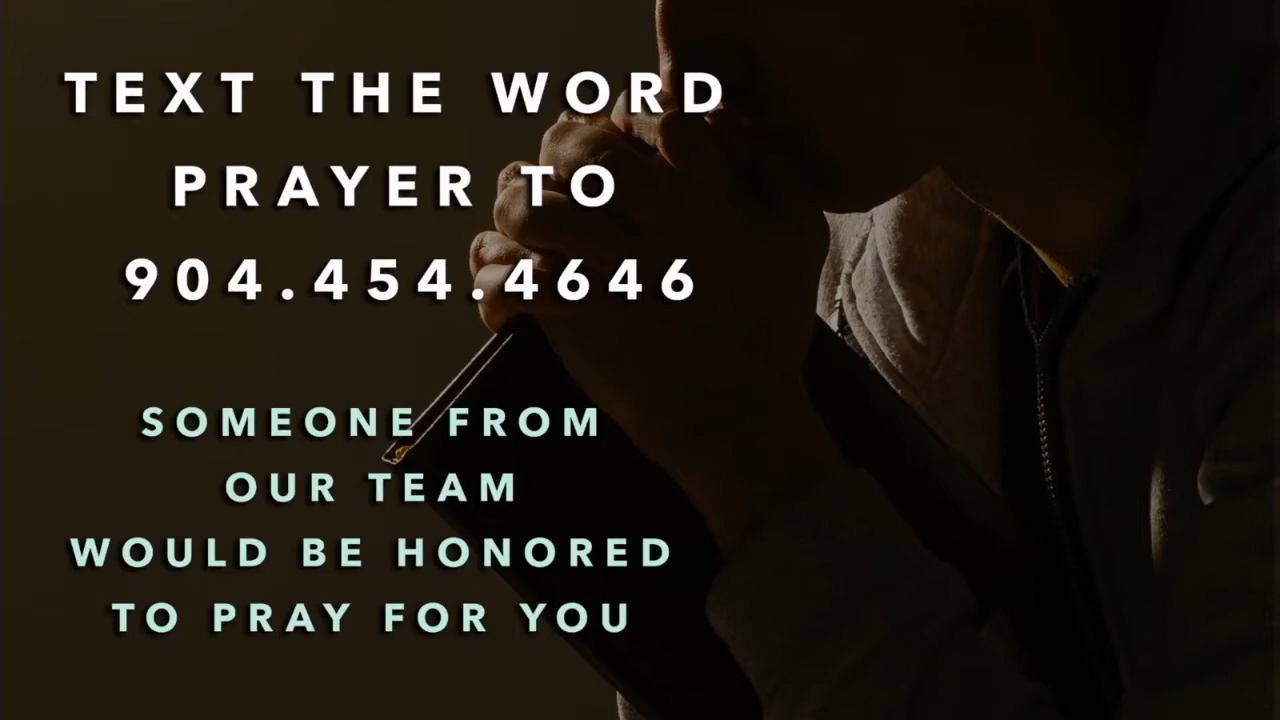 TEXT THE WORD
PRAYER TO
904.454.4646
SOMEONE FROM
OUR TEAM
WOULD BE HONORED
TO PRAY FOR YOU